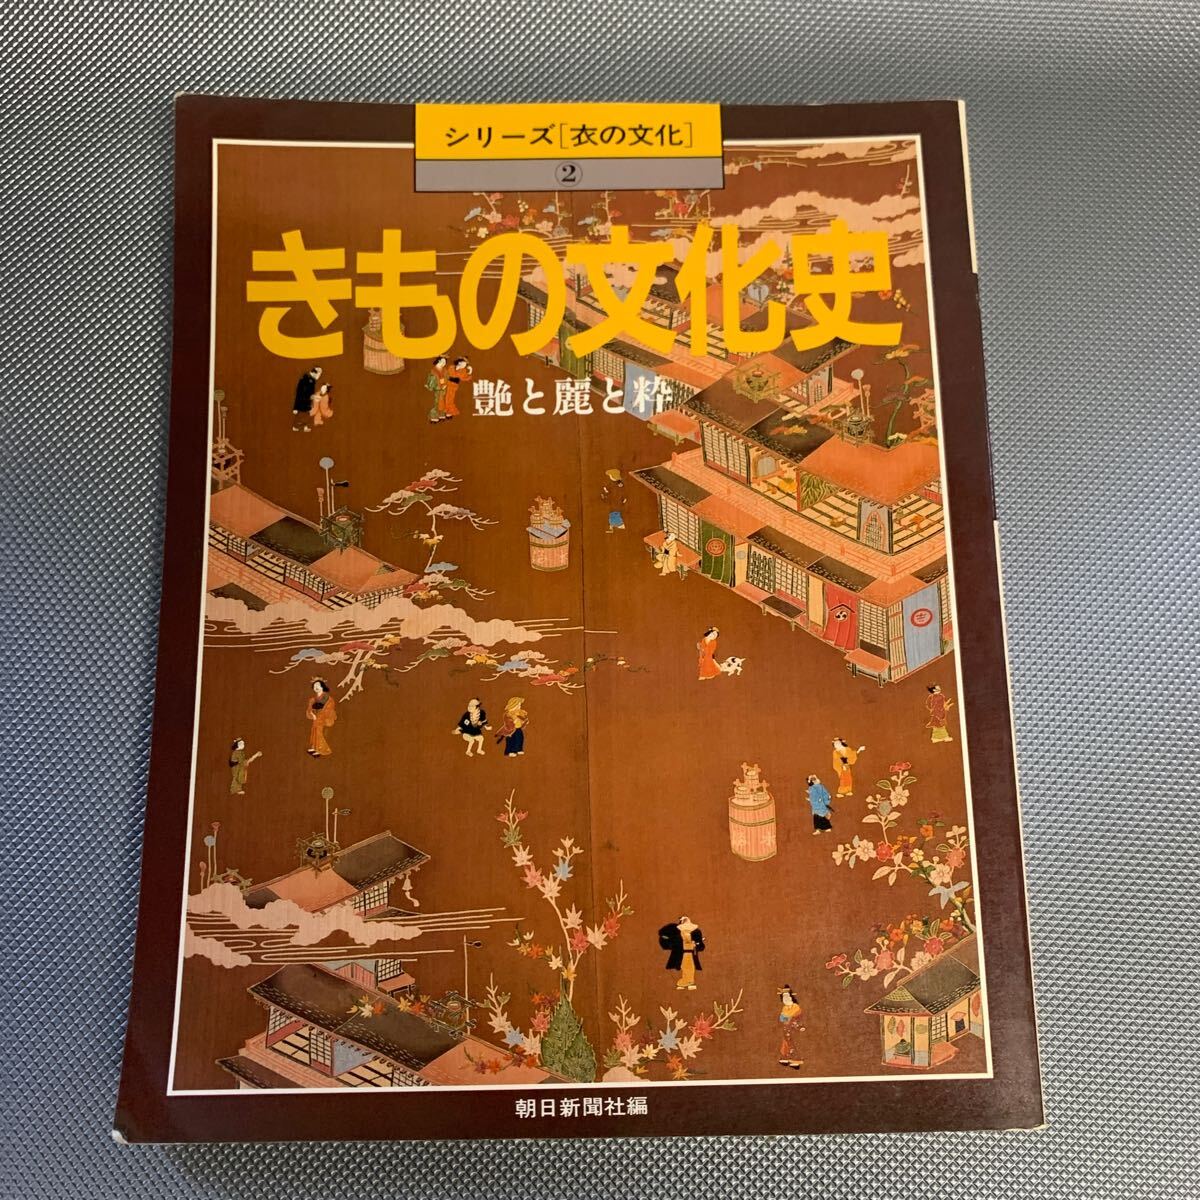 シリーズ[衣の文化]
②
きもの文化史
艶と麗と粋
朝日新聞社編